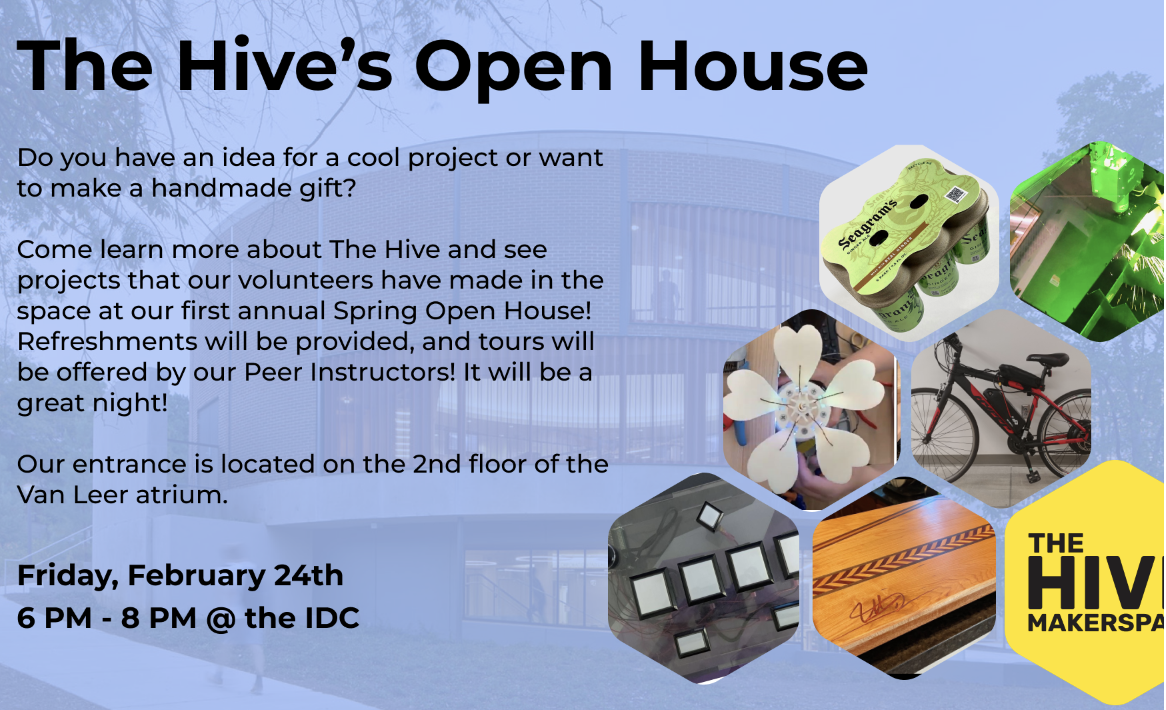 The Hive’s Open House
Do you have an idea for a cool project or want
to make a handmade gift?
Come learn more about The Hive and see
projects that our volunteers have made in the
space at our first annual Spring Open House!
Refreshments will be provided, and tours will
be offered by our Peer Instructors! It will be a
great night!
Our entrance is located on the 2nd floor of the
Van Leer atrium.
Friday, February 24th
6 PM - 8 PM @ the IDC
Seagram's
THE
HIV
MAKERSPA